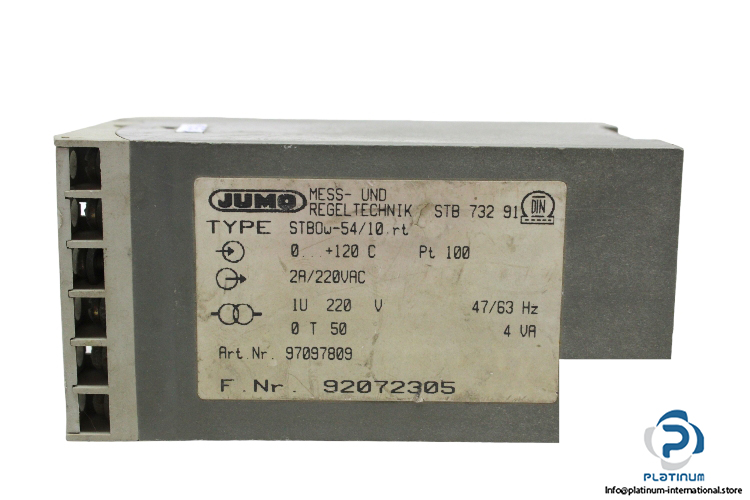 JUMO MESS- UND
REGELTECHNIK STB 732 91 DIN
TYPE STBOw-54/10.rt
0... +120 C Pt 100
2A/220VAC
1U 220 V 47/63 Hz
0 T 50 4 VA
Art.Nr. 97097809
F.Nr. 92072305
PLATINUM
Info@platinum-international.store